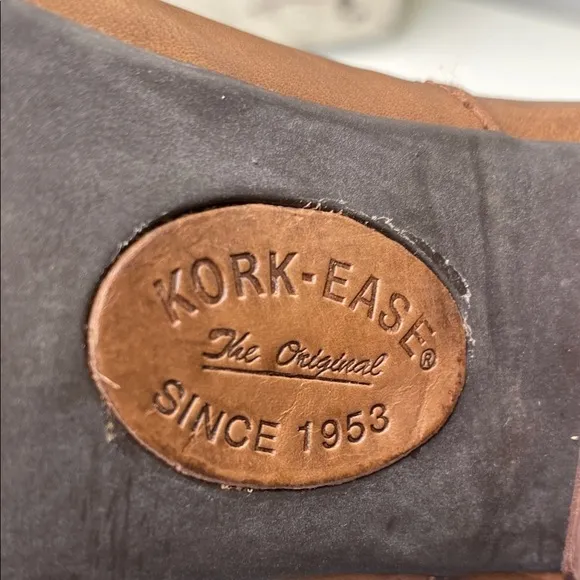 KORK-EASE®
The Original
SINCE 1953